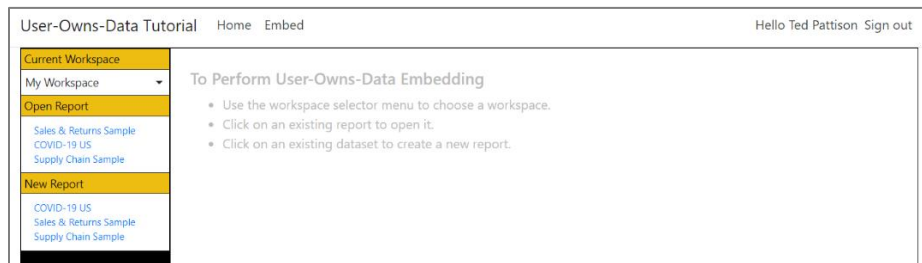 User-Owns-Data Tutorial Home Embed Hello Ted Pattison Sign out
Current Workspace
My Workspace
Open Report
Sales & Returns Sample
COVID-19 US
Supply Chain Sample
New Report
COVID-19 US
Sales & Returns Sample
Supply Chain Sample
To Perform User-Owns-Data Embedding
• Use the workspace selector menu to choose a workspace.
• Click on an existing report to open it.
• Click on an existing dataset to create a new report.